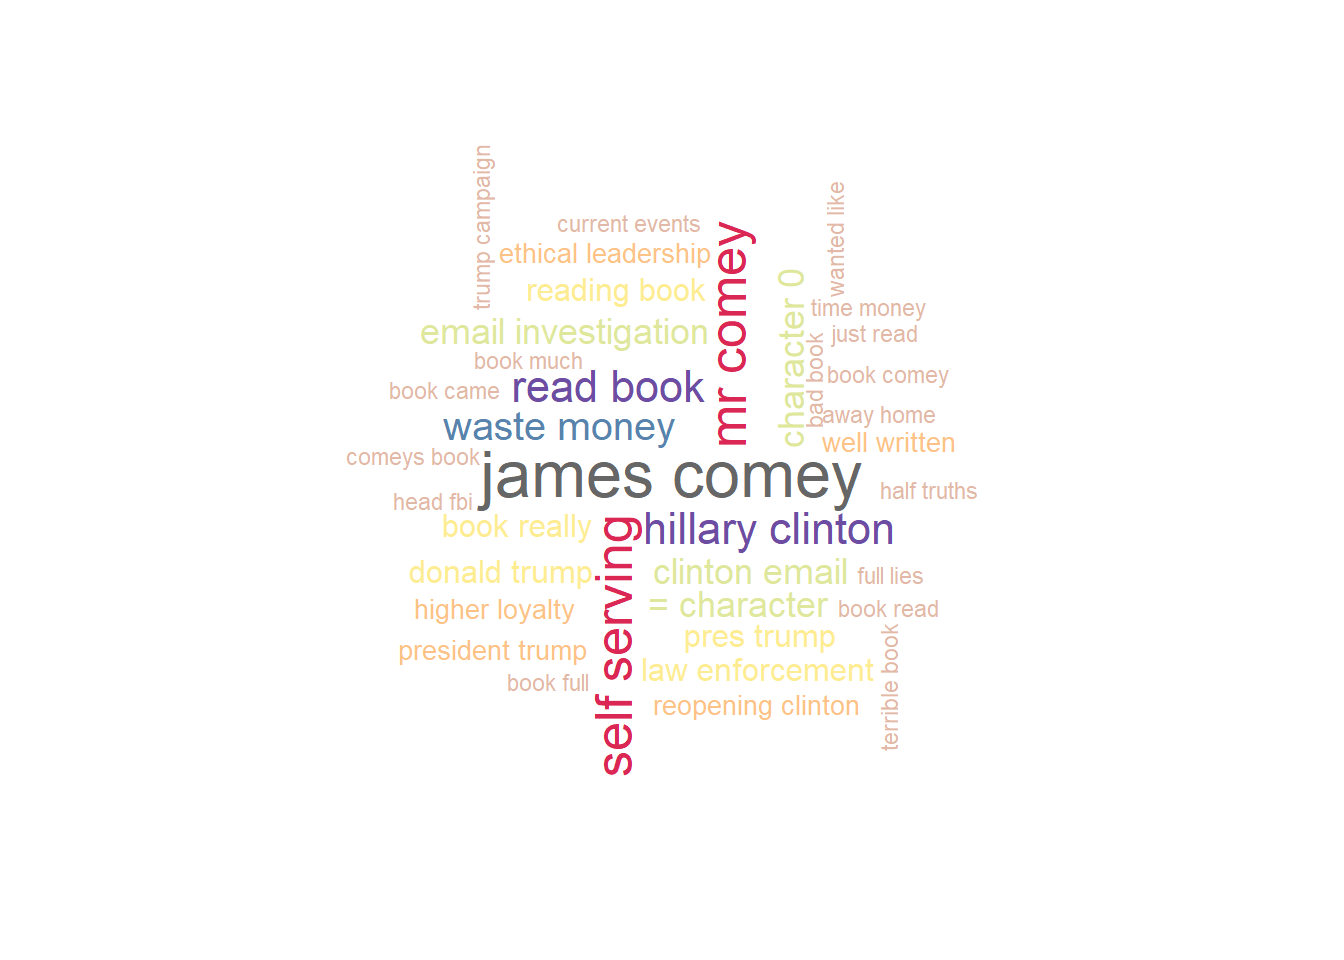 trump campaign
wanted like
current events
mr comey
ethical leadership
character 0
reading book
time money
email investigation
just read
bad book
book much
book comey
read book
book came
away home
waste money
well written
comeys book
james comey
half truths
head fbi
self serving
book really
hillary clinton
donald trump
clinton email
full lies
higher loyalty
= character
book read
terrible book
pres trump
president trump
law enforcement
book full
reopening clinton